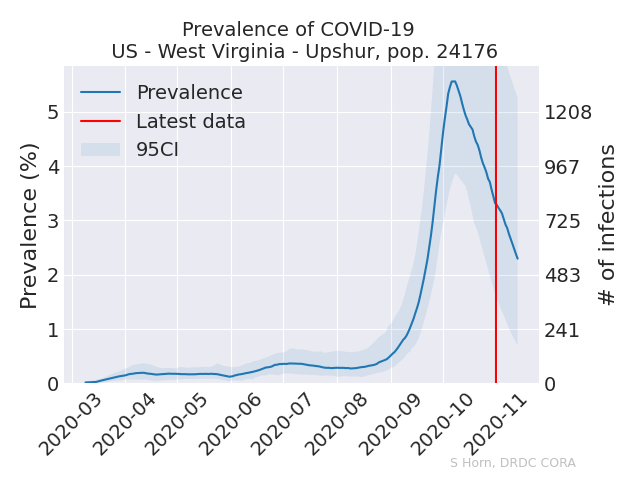 Prevalence of COVID-19
US - West Virginia - Upshur, pop. 24176
Prevalence
Latest data
95CI
Prevalence (%)
5
4
3
2
1
0
1208
967
725
483
241
0
# of infections
2020-03
2020-04
2020-05
2020-06
2020-07
2020-08
2020-09
2020-10
2020-11
S Horn, DRDC CORA